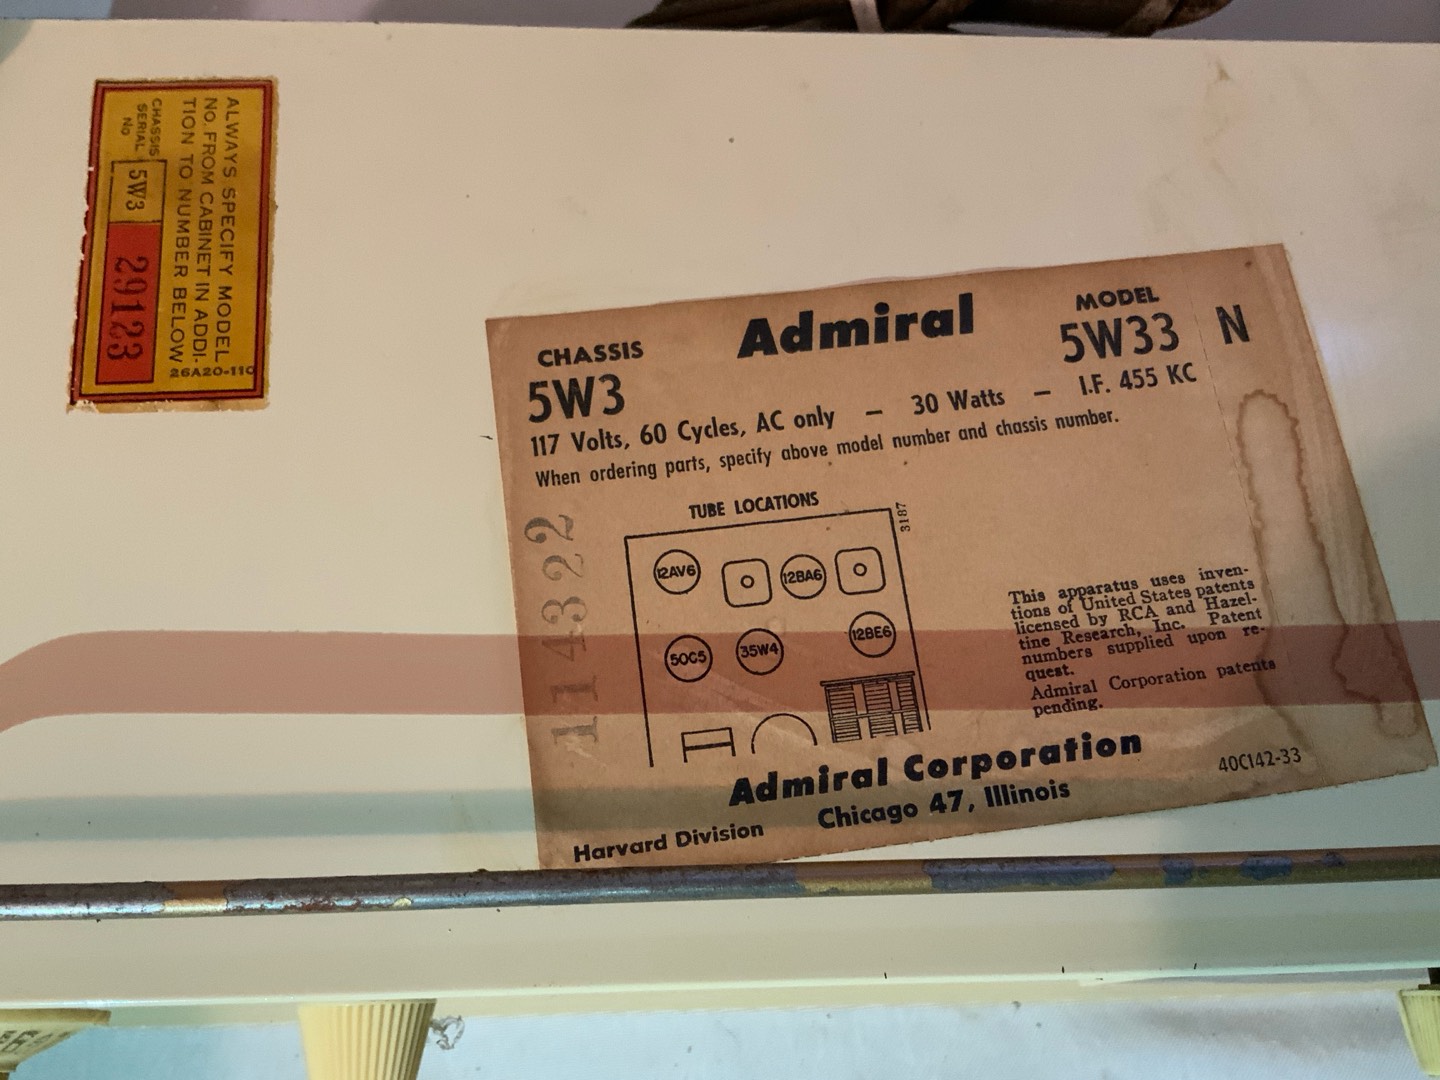 ALWAYS SPECIFY MODEL
NO. FROM CABINET IN ADDI-
TION TO NUMBER BELOW
26A20-110
CHASSIS
SERIAL
No
5W3
29123
CHASSIS
5W3
Admiral
MODEL
5W33 N
117 Volts, 60 Cycles, AC only — 30 Watts — I.F. 455 KC
When ordering parts, specify above model number and chassis number.
TUBE LOCATIONS
3187
12AV6
12BA6
50C5
35W4
12BE6
114322
This apparatus uses inven-
tions of United States patents
licensed by RCA and Hazel-
tine Research, Inc. Patent
numbers supplied upon re-
quest.
Admiral Corporation patents
pending.
Admiral Corporation
Harvard Division
Chicago 47, Illinois
40C142-33